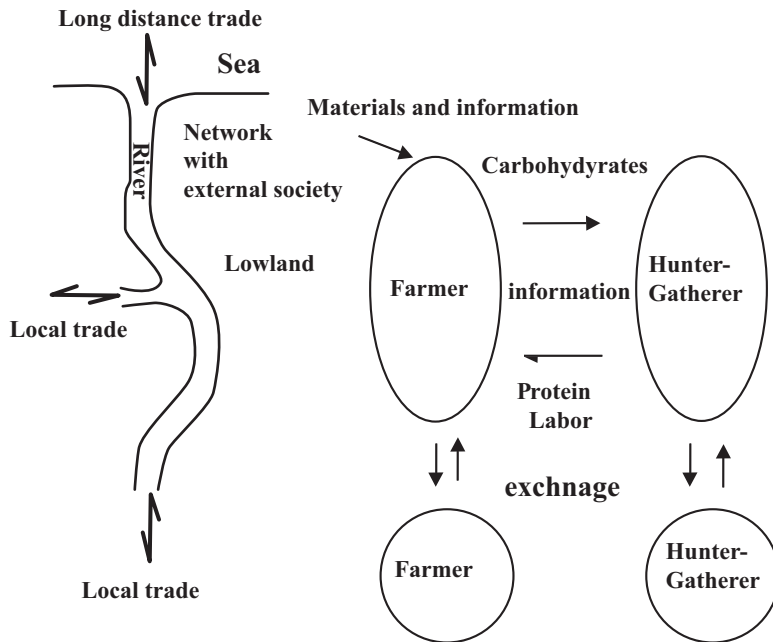 Long distance trade
Sea
River
Network
with
external society
Lowland
Local trade
Local trade
Materials and information
Carbohydyrates
Farmer
information
Hunter-
Gatherer
Protein
Labor
exchnage
Farmer
Hunter-
Gatherer